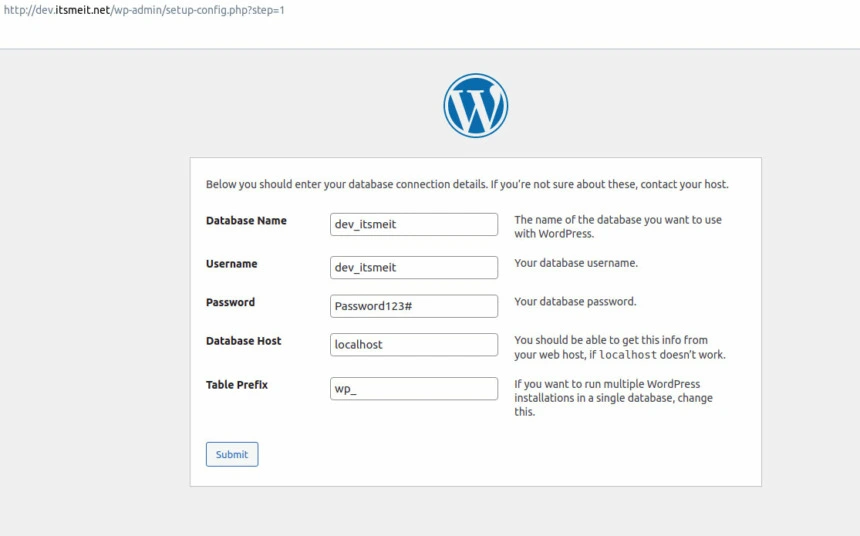 http://dev.itsmeit.net/wp-admin/setup-config.php?step=1
Below you should enter your database connection details. If you’re not sure about these, contact your host.
Database Name
dev_itsmeit
The name of the database you want to use
with WordPress.
Username
dev_itsmeit
Your database username.
Password
Password123#
Your database password.
Database Host
localhost
You should be able to get this info from
your web host, if localhost doesn’t work.
Table Prefix
wp_
If you want to run multiple WordPress
installations in a single database, change
this.
Submit